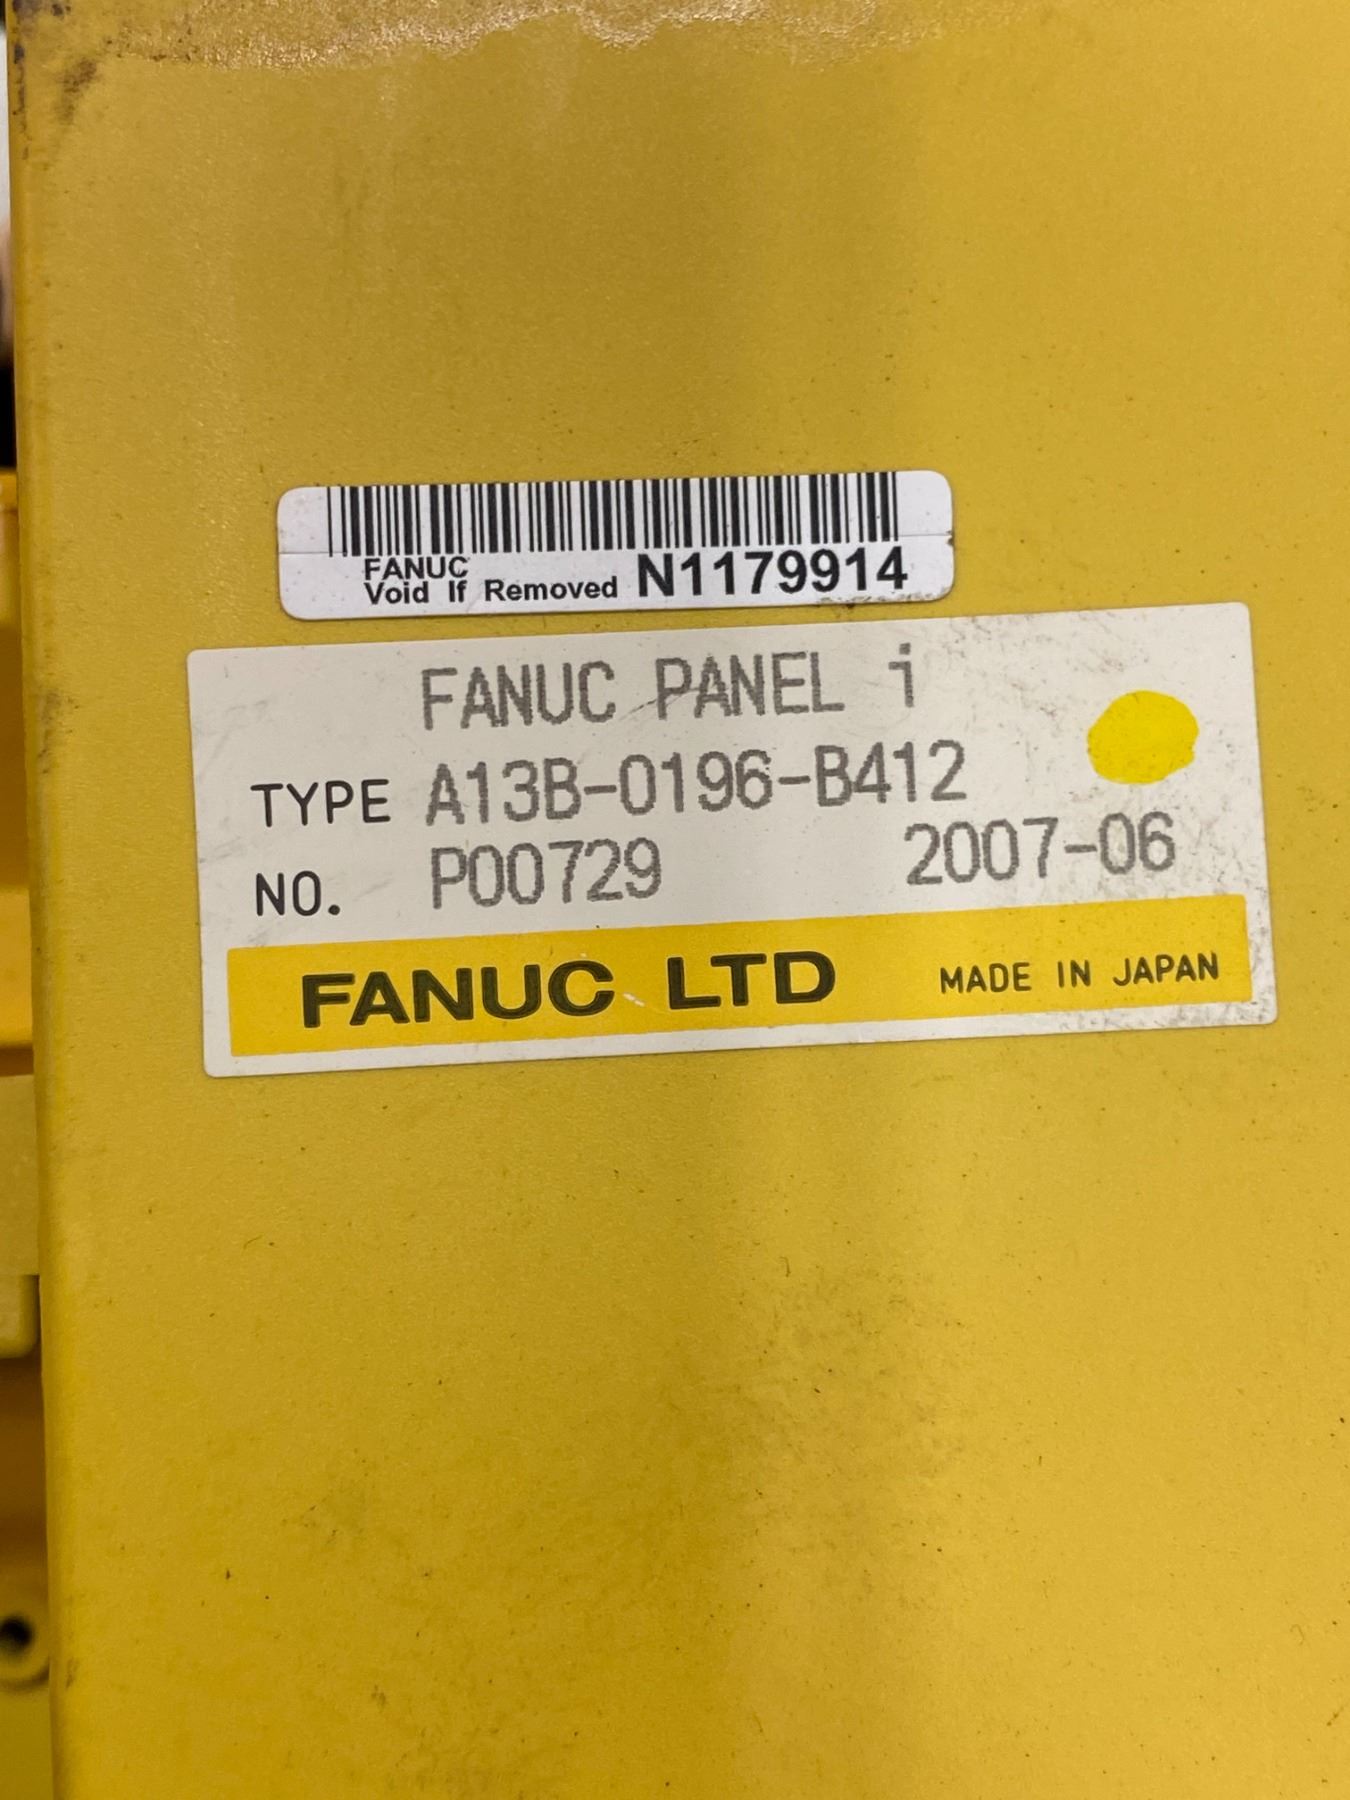 FANUC
Void If Removed N1179914
FANUC PANEL i
TYPE A13B-0196-B412
NO. P00729 2007-06
FANUC LTD MADE IN JAPAN